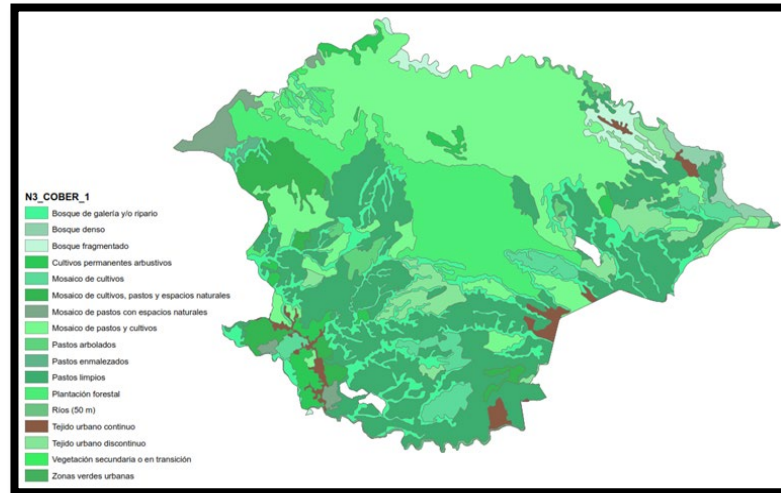 N3_COBER_1
Bosque de galería y/o ripario
Bosque denso
Bosque fragmentado
Cultivos permanentes arbustivos
Mosaico de cultivos
Mosaico de cultivos, pastos y espacios naturales
Mosaico de pastos con espacios naturales
Mosaico de pastos y cultivos
Pastos arbolados
Pastos enmalezados
Pastos limpios
Plantación forestal
Ríos (50 m)
Tejido urbano continuo
Tejido urbano discontinuo
Vegetación secundaria o en transición
Zonas verdes urbanas